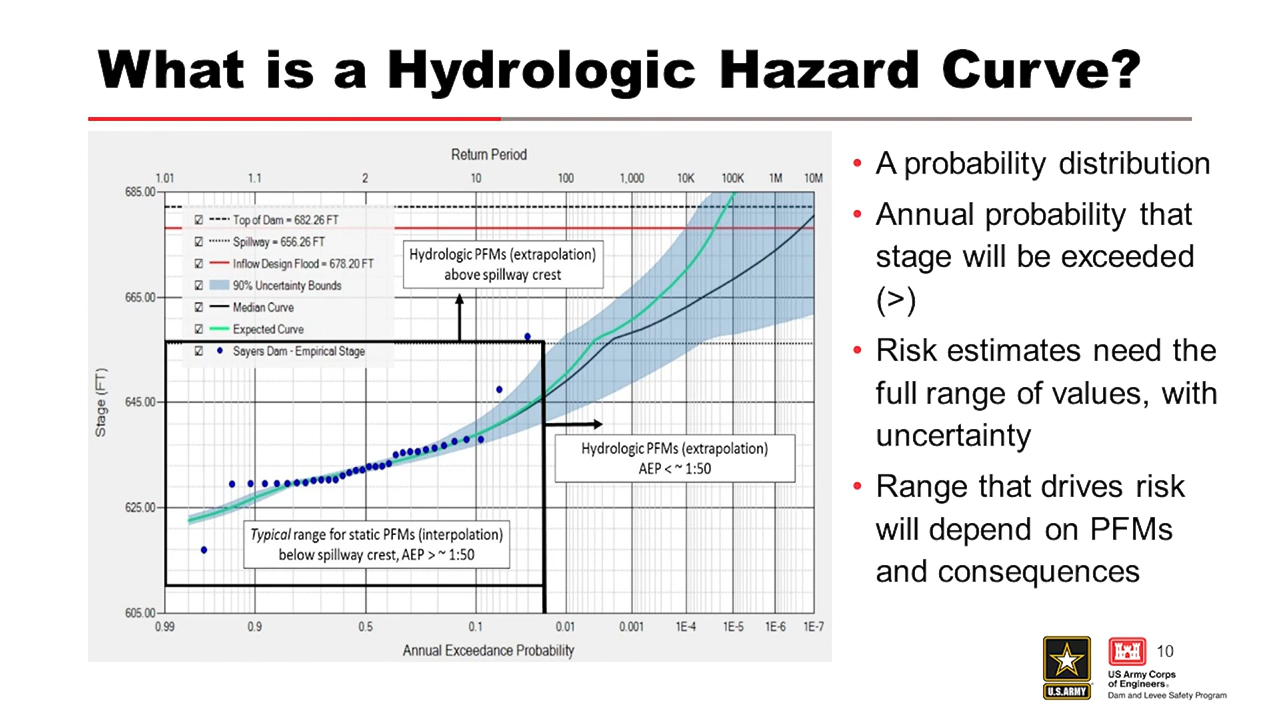 What is a Hydrologic Hazard Curve?
Return Period
1.01 1.1 2 10 100 1,000 10K 100K 1M 10M
685.00
665.00
645.00
625.00
605.00
Stage (FT)
Top of Dam = 682.26 FT
Spillway = 656.26 FT
Inflow Design Flood = 678.20 FT
90% Uncertainty Bounds
Median Curve
Expected Curve
Sayers Dam - Empirical Stage
Hydrologic PFMs (extrapolation)
above spillway crest
Hydrologic PFMs (extrapolation)
AEP < ~ 1:50
Typical range for static PFMs (interpolation)
below spillway crest, AEP > ~ 1:50
0.99 0.9 0.5 0.1 0.01 0.001 1E-4 1E-5 1E-6 1E-7
Annual Exceedance Probability
• A probability distribution
• Annual probability that
stage will be exceeded
(>)
• Risk estimates need the
full range of values, with
uncertainty
• Range that drives risk
will depend on PFMs
and consequences
U.S.ARMY
US Army Corps
of Engineers®
Dam and Levee Safety Program
10